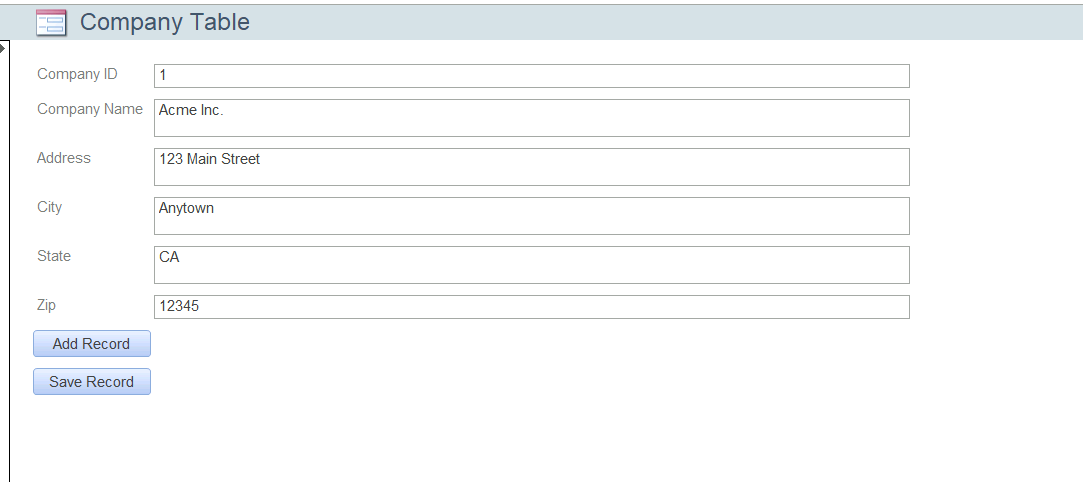 Company Table
Company ID 1
Company Name Acme Inc.
Address 123 Main Street
City Anytown
State CA
Zip 12345
Add Record
Save Record